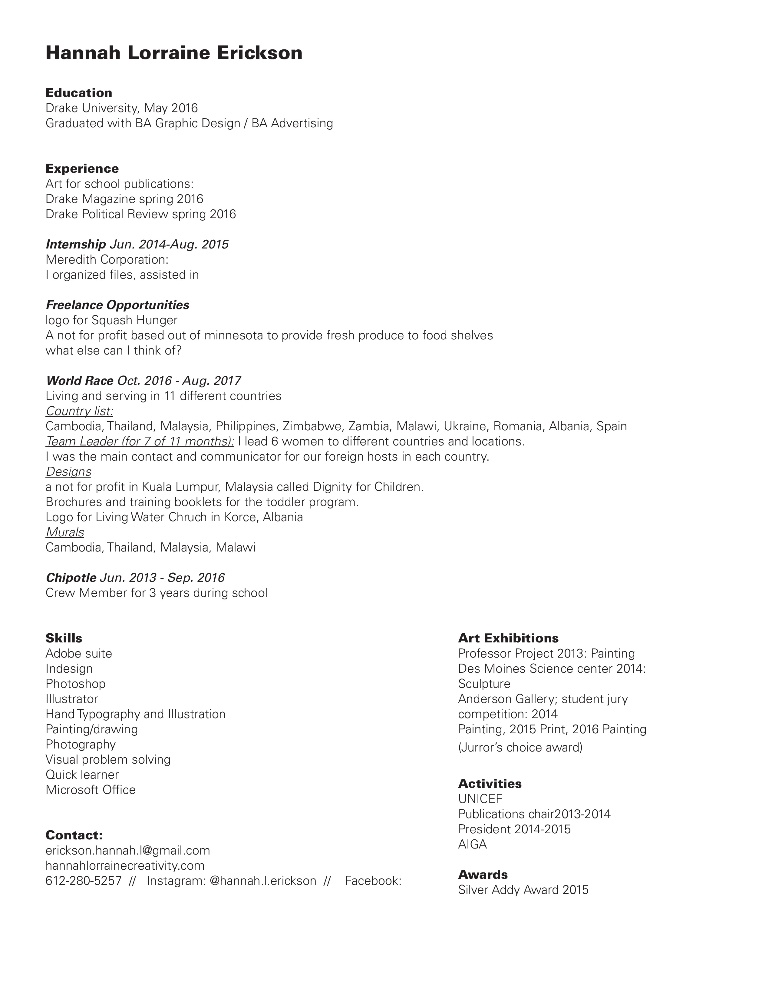 Hannah Lorraine Erickson
Education
Drake University, May 2016
Graduated with BA Graphic Design / BA Advertising
Experience
Art for school publications:
Drake Magazine spring 2016
Drake Political Review spring 2016
Internship Jun. 2014-Aug. 2015
Meredith Corporation:
I organized files, assisted in
Freelance Opportunities
logo for Squash Hunger
A not for profit based out of minnesota to provide fresh produce to food shelves
what else can I think of?
World Race Oct. 2016 - Aug. 2017
Living and serving in 11 different countries
Country list:
Cambodia, Thailand, Malaysia, Philippines, Zimbabwe, Zambia, Malawi, Ukraine, Romania, Albania, Spain
Team Leader (for 7 of 11 months): I lead 6 women to different countries and locations.
I was the main contact and communicator for our foreign hosts in each country.
Designs
a not for profit in Kuala Lumpur, Malaysia called Dignity for Children.
Brochures and training booklets for the toddler program.
Logo for Living Water Chruch in Korce, Albania
Murals
Cambodia, Thailand, Malaysia, Malawi
Chipotle Jun. 2013 - Sep. 2016
Crew Member for 3 years during school
Skills
Adobe suite
Indesign
Photoshop
Illustrator
Hand Typography and Illustration
Painting/drawing
Photography
Visual problem solving
Quick learner
Microsoft Office
Contact:
erickson.hannah.l@gmail.com
hannahlorrainecreativity.com
612-280-5257 // Instagram: @hannah.l.erickson // Facebook:
Art Exhibitions
Professor Project 2013: Painting
Des Moines Science center 2014:
Sculpture
Anderson Gallery; student jury
competition: 2014
Painting, 2015 Print, 2016 Painting
(Jurror's choice award)
Activities
UNICEF
Publications chair2013-2014
President 2014-2015
AIGA
Awards
Silver Addy Award 2015